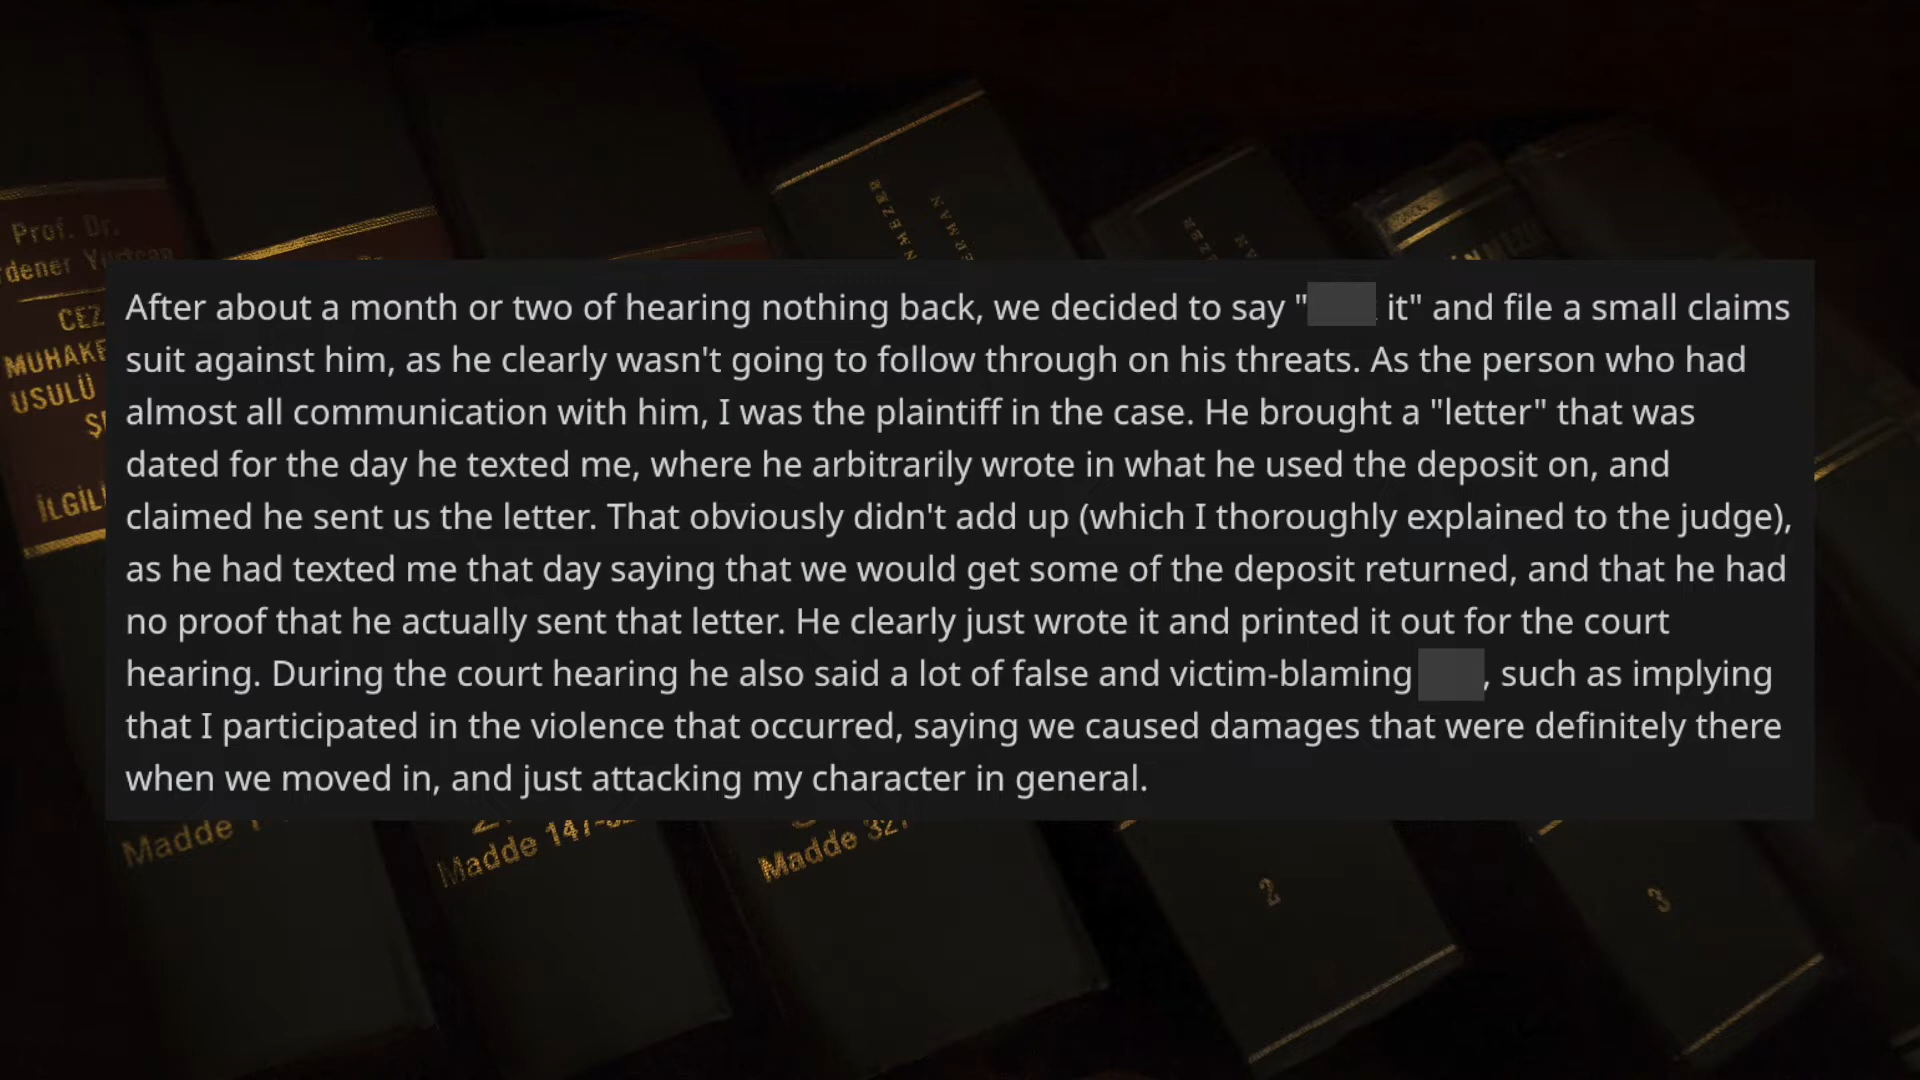 Prof. Dr.
CEZ
MUHAKE
USULÜ
İLGİLİ
NMEZER
ERMAN
After about a month or two of hearing nothing back, we decided to say " it" and file a small claims
suit against him, as he clearly wasn't going to follow through on his threats. As the person who had
almost all communication with him, I was the plaintiff in the case. He brought a "letter" that was
dated for the day he texted me, where he arbitrarily wrote in what he used the deposit on, and
claimed he sent us the letter. That obviously didn't add up (which I thoroughly explained to the judge),
as he had texted me that day saying that we would get some of the deposit returned, and that he had
no proof that he actually sent that letter. He clearly just wrote it and printed it out for the court
hearing. During the court hearing he also said a lot of false and victim-blaming , such as implying
that I participated in the violence that occurred, saying we caused damages that were definitely there
when we moved in, and just attacking my character in general.
Madde
Madde 147-
Madde 327
2
3